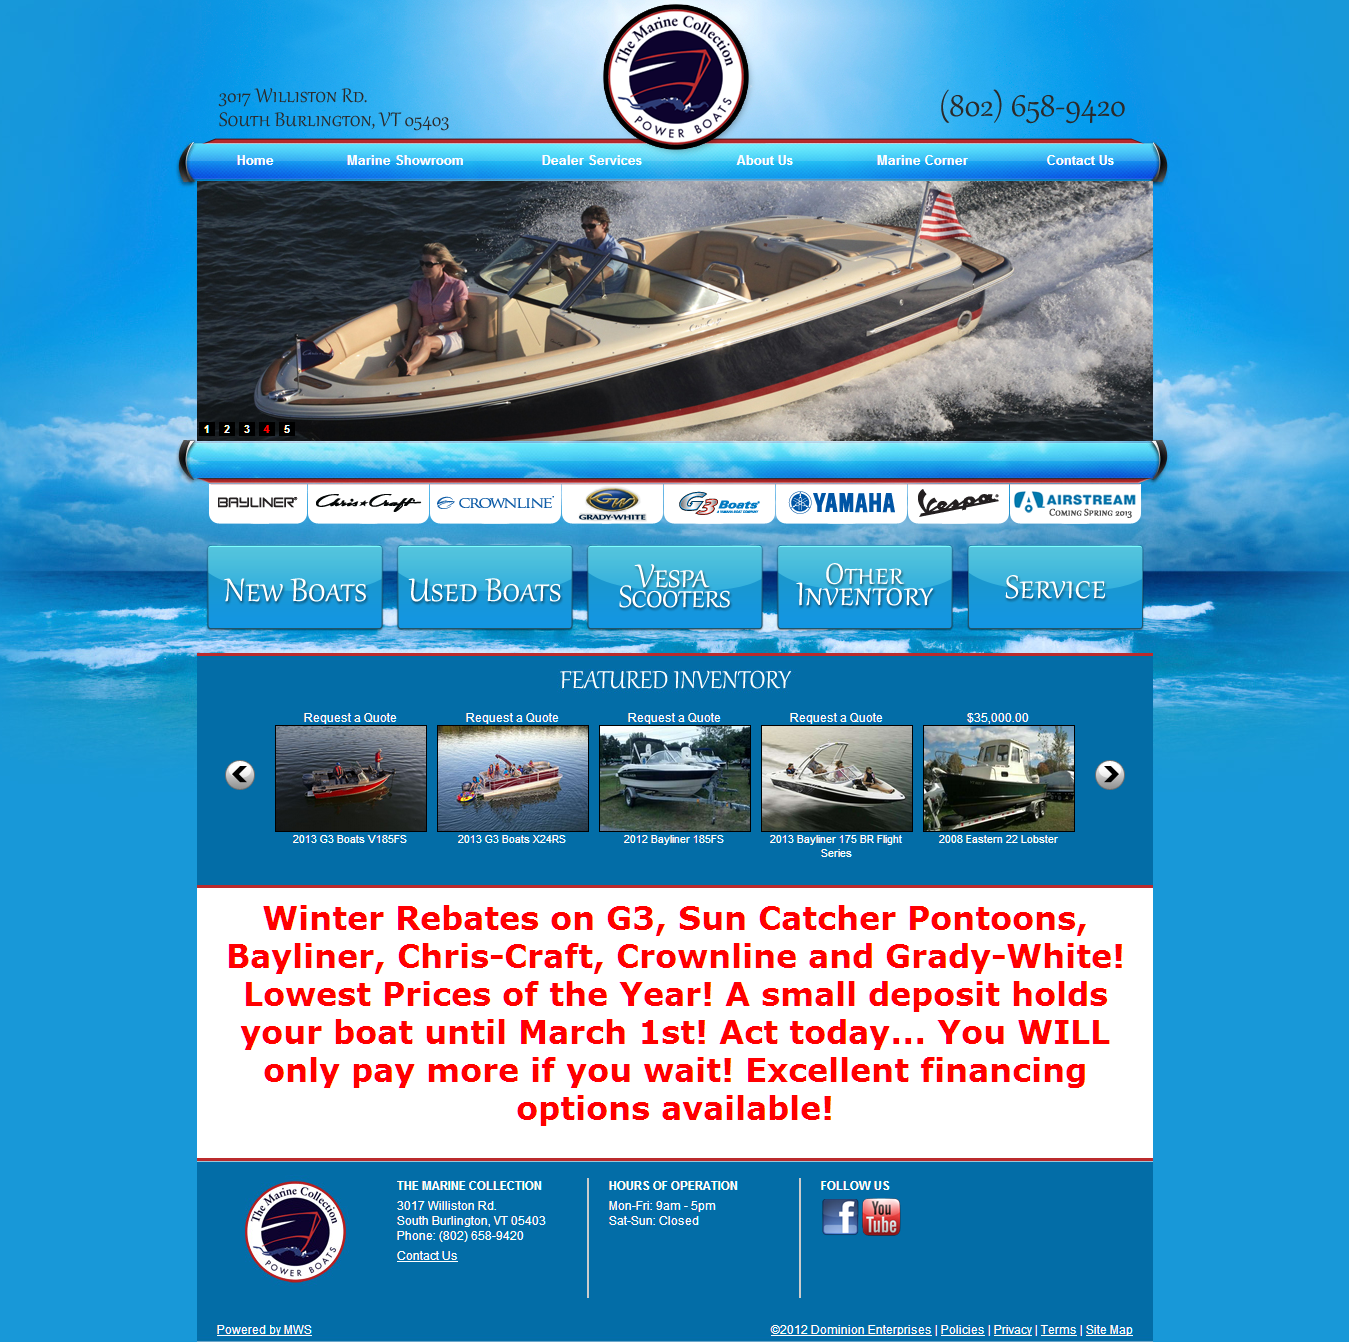 The Marine Collection
POWER BOATS
3017 Williston Rd.
South Burlington, VT 05403
(802) 658-9420
Home
Marine Showroom
Dealer Services
About Us
Marine Corner
Contact Us
1 2 3 4 5
BAYLINER
Chris★Craft
CROWNLINE
GW
GRADY-WHITE
G3 Boats
A YAMAHA BOAT COMPANY
YAMAHA
Vespa
AIRSTREAM
Coming Spring 2013
New Boats
Used Boats
Vespa
Scooters
Other
Inventory
Service
FEATURED INVENTORY
Request a Quote
2013 G3 Boats V185FS
Request a Quote
2013 G3 Boats X24RS
Request a Quote
2012 Bayliner 185FS
Request a Quote
2013 Bayliner 175 BR Flight
Series
$35,000.00
2008 Eastern 22 Lobster
Winter Rebates on G3, Sun Catcher Pontoons,
Bayliner, Chris-Craft, Crownline and Grady-White!
Lowest Prices of the Year! A small deposit holds
your boat until March 1st! Act today... You WILL
only pay more if you wait! Excellent financing
options available!
The Marine Collection
POWER BOATS
THE MARINE COLLECTION
3017 Williston Rd.
South Burlington, VT 05403
Phone: (802) 658-9420
Contact Us
HOURS OF OPERATION
Mon-Fri: 9am - 5pm
Sat-Sun: Closed
FOLLOW US
f
You
Tube
Powered by MWS
©2012 Dominion Enterprises | Policies | Privacy | Terms | Site Map